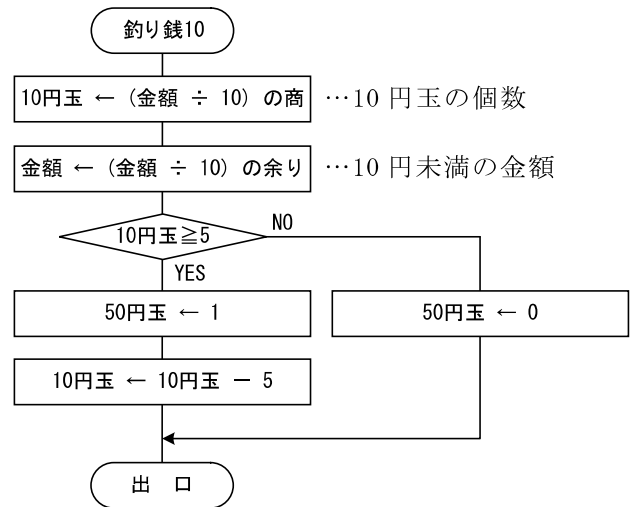 釣り銭10
10円玉 ← (金額 ÷ 10) の商 …10 円玉の個数
金額 ← (金額 ÷ 10) の余り …10 円未満の金額
10円玉≧5
NO
YES
50円玉 ← 1
50円玉 ← 0
10円玉 ← 10円玉 － 5
出　口